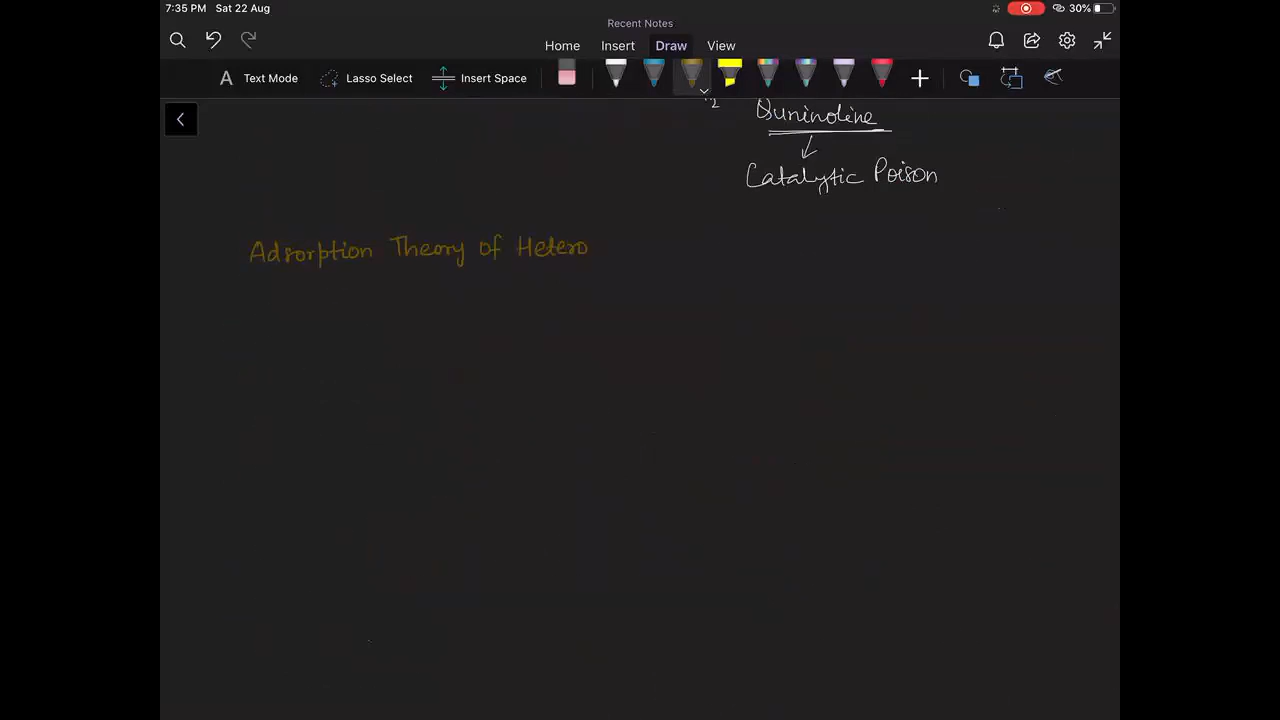 7:35 PM Sat 22 Aug 30%
Recent Notes
Home Insert Draw View
A Text Mode Lasso Select Insert Space
Quninoline
Catalytic Poison
Adsorption Theory of Hetero